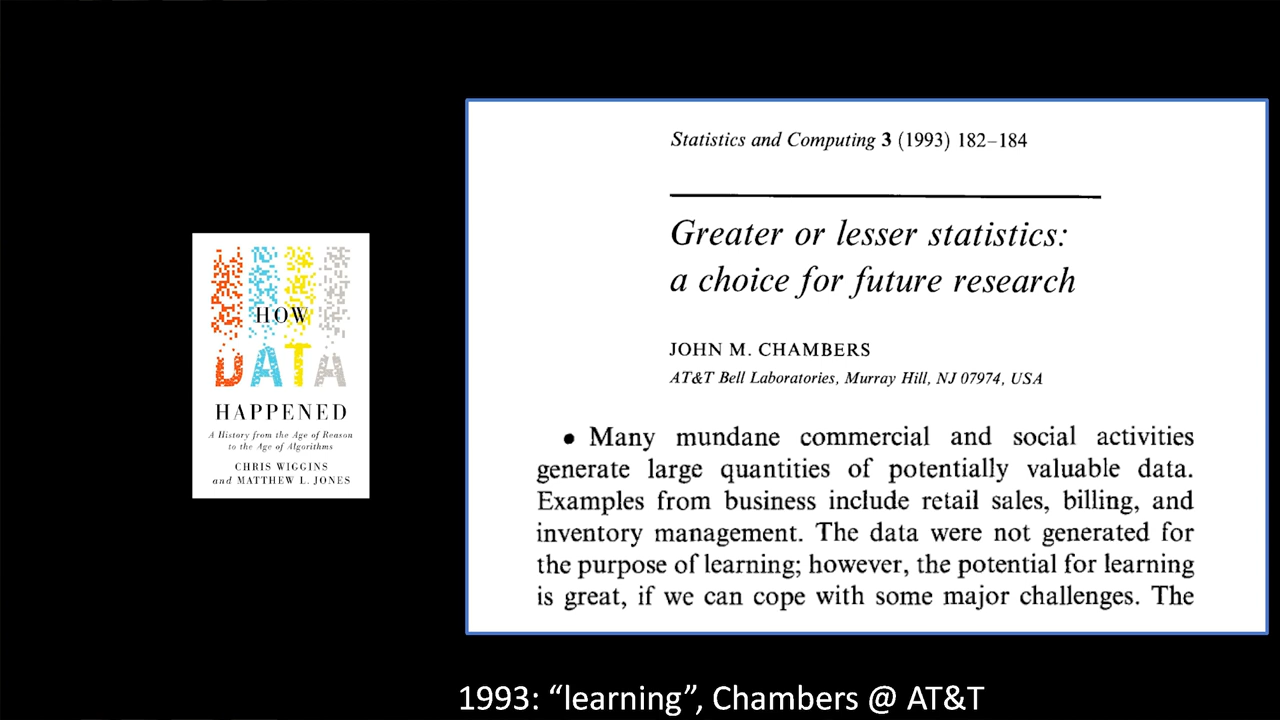 HOW
DATA
HAPPENED
A History from the Age of Reason
to the Age of Algorithms
CHRIS WIGGINS
and MATTHEW L. JONES
Statistics and Computing 3 (1993) 182–184
Greater or lesser statistics:
a choice for future research
JOHN M. CHAMBERS
AT&T Bell Laboratories, Murray Hill, NJ 07974, USA
• Many mundane commercial and social activities
generate large quantities of potentially valuable data.
Examples from business include retail sales, billing, and
inventory management. The data were not generated for
the purpose of learning; however, the potential for learning
is great, if we can cope with some major challenges. The
1993: “learning”, Chambers @ AT&T